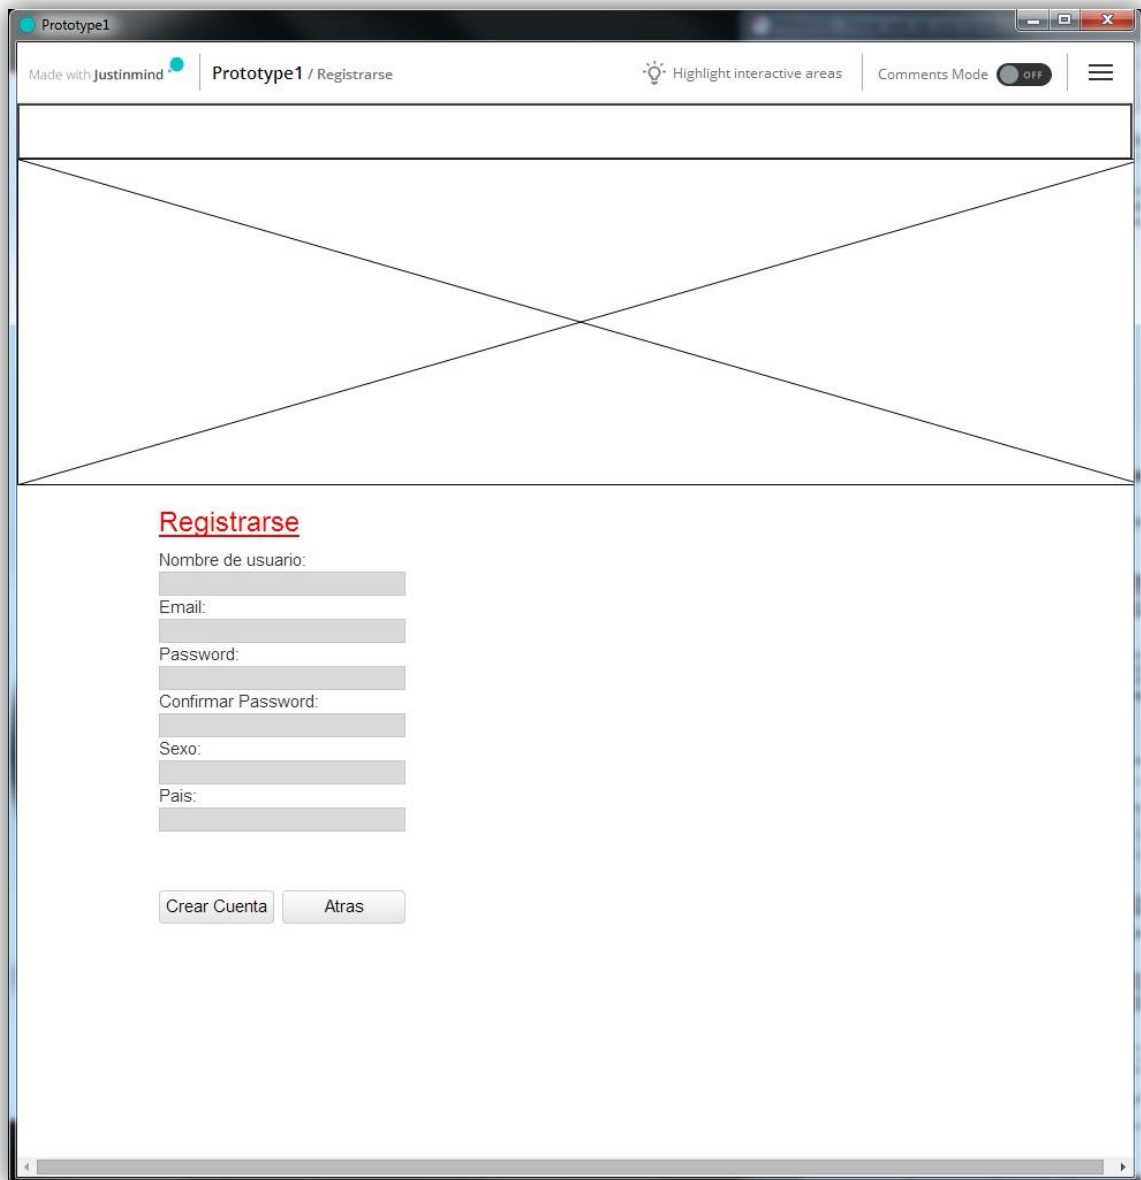 Prototype1
Made with Justinmind
Prototype1 / Registrarse
Highlight interactive areas
Comments Mode OFF
Registrarse
Nombre de usuario:
Email:
Password:
Confirmar Password:
Sexo:
Pais:
Crear Cuenta
Atras